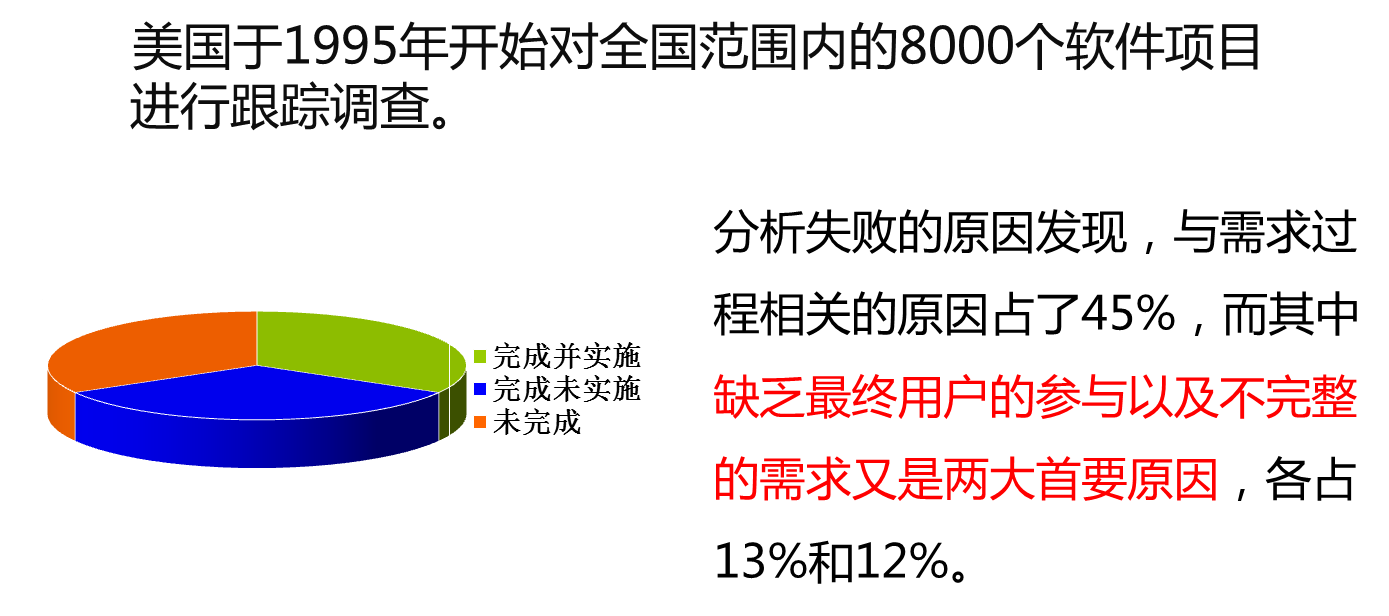 美国于1995年开始对全国范围内的8000个软件项目
进行跟踪调查。
分析失败的原因发现，与需求过
程相关的原因占了45%，而其中
缺乏最终用户的参与以及不完整
的需求又是两大首要原因，各占
13%和12%。
完成并实施
完成未实施
未完成